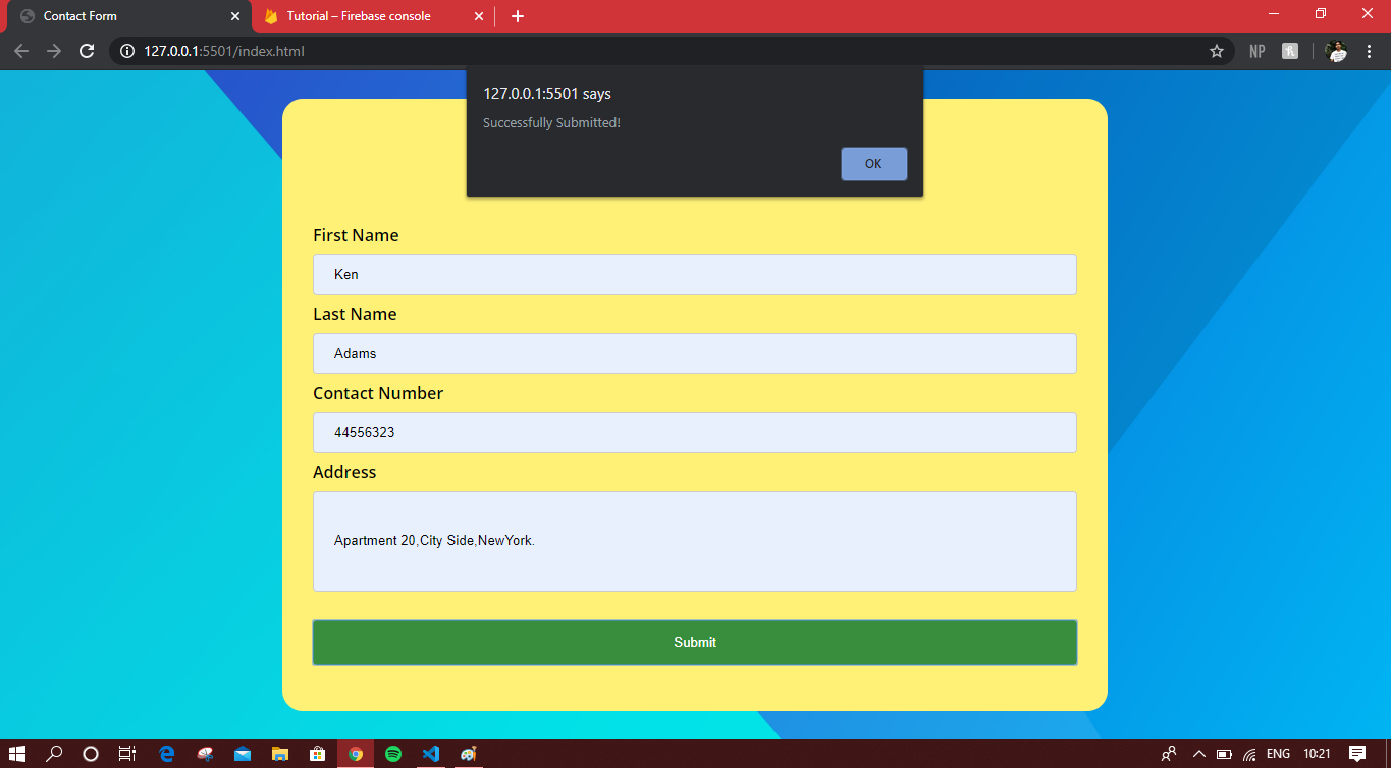 Contact Form
Tutorial – Firebase console
127.0.0.1:5501/index.html
NP
127.0.0.1:5501 says
Successfully Submitted!
OK
First Name
Ken
Last Name
Adams
Contact Number
44556323
Address
Apartment 20,City Side,NewYork.
Submit
ENG
10:21